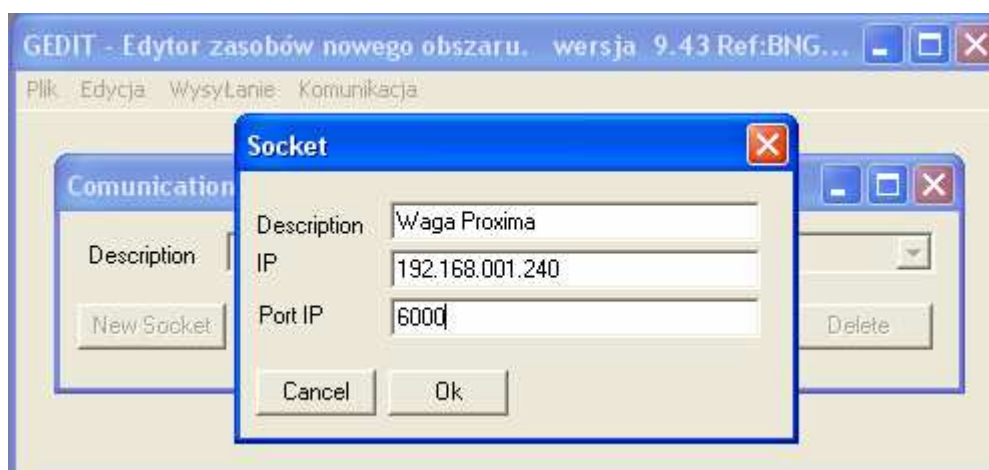 GEDIT - Edytor zasobów nowego obszaru. wersja 9.43 Ref:BNG...
Plik Edycja WysyŁanie Komunikacja
Socket
Comunication
Description Waga Proxima
IP 192.168.001.240
Port IP 6000
Description
New Socket
Delete
Cancel Ok